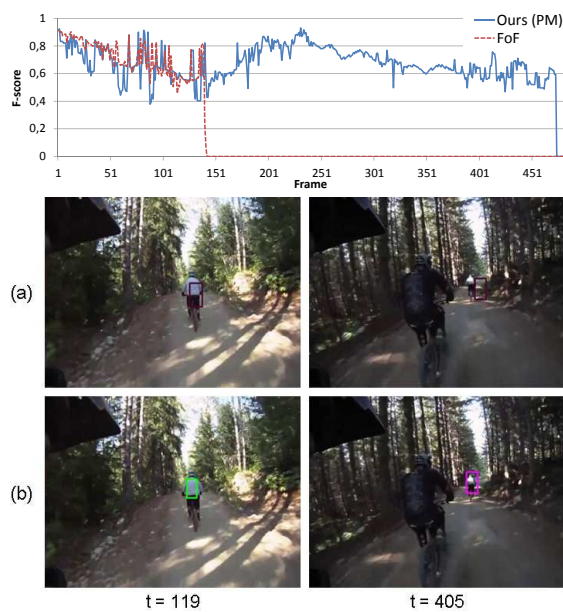 Ours (PM)
FoF
F-score
1
0,8
0,6
0,4
0,2
0
1 51 101 151 201 251 301 351 401 451
Frame
(a)
(b)
t = 119 t = 405